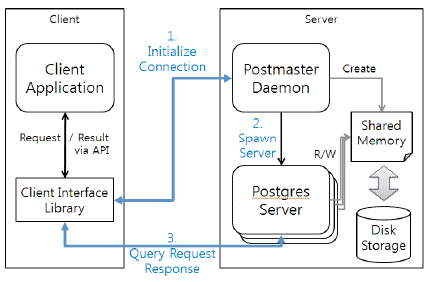 Client
Server
Client
Application
1.
Initialize
Connection
Postmaster
Daemon
Create
Request / Result
via API
2.
Spawn
Server
R/W
Shared
Memory
Client Interface
Library
Postgres
Server
3.
Query Request
Response
Disk
Storage